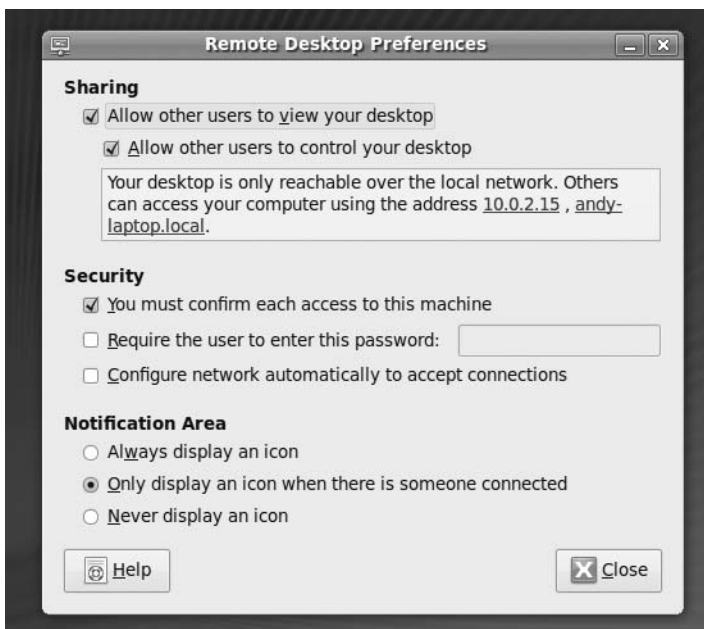 Remote Desktop Preferences
Sharing
Allow other users to view your desktop
Allow other users to control your desktop
Your desktop is only reachable over the local network. Others
can access your computer using the address 10.0.2.15 , andy-
laptop.local.
Security
You must confirm each access to this machine
Require the user to enter this password:
Configure network automatically to accept connections
Notification Area
Always display an icon
Only display an icon when there is someone connected
Never display an icon
Help
Close